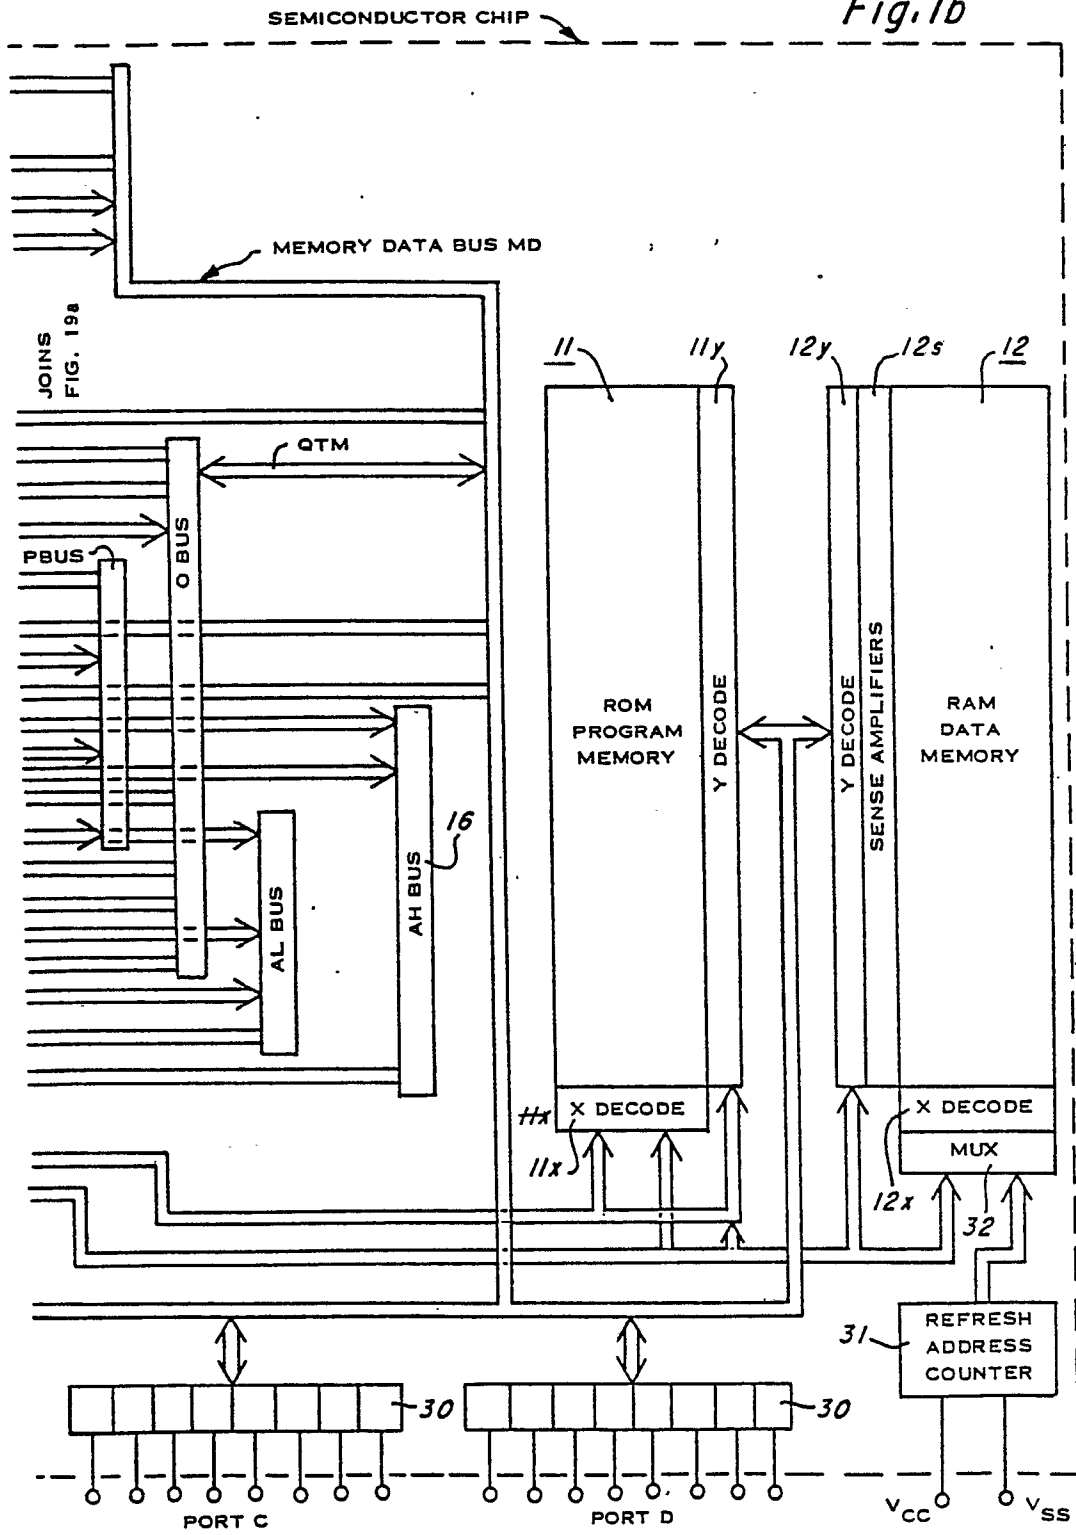 Fig. 1b
SEMICONDUCTOR CHIP
MEMORY DATA BUS MD
JOINS
FIG. 19a
11
11y
12y
12s
12
QTM
O BUS
PBUS
ROM
PROGRAM
MEMORY
Y DECODE
Y DECODE
SENSE AMPLIFIERS
RAM
DATA
MEMORY
16
AH BUS
AL BUS
11x
X DECODE
11x
X DECODE
MUX
12x
32
31
REFRESH
ADDRESS
COUNTER
30
30
PORT C
PORT D
VCC
VSS